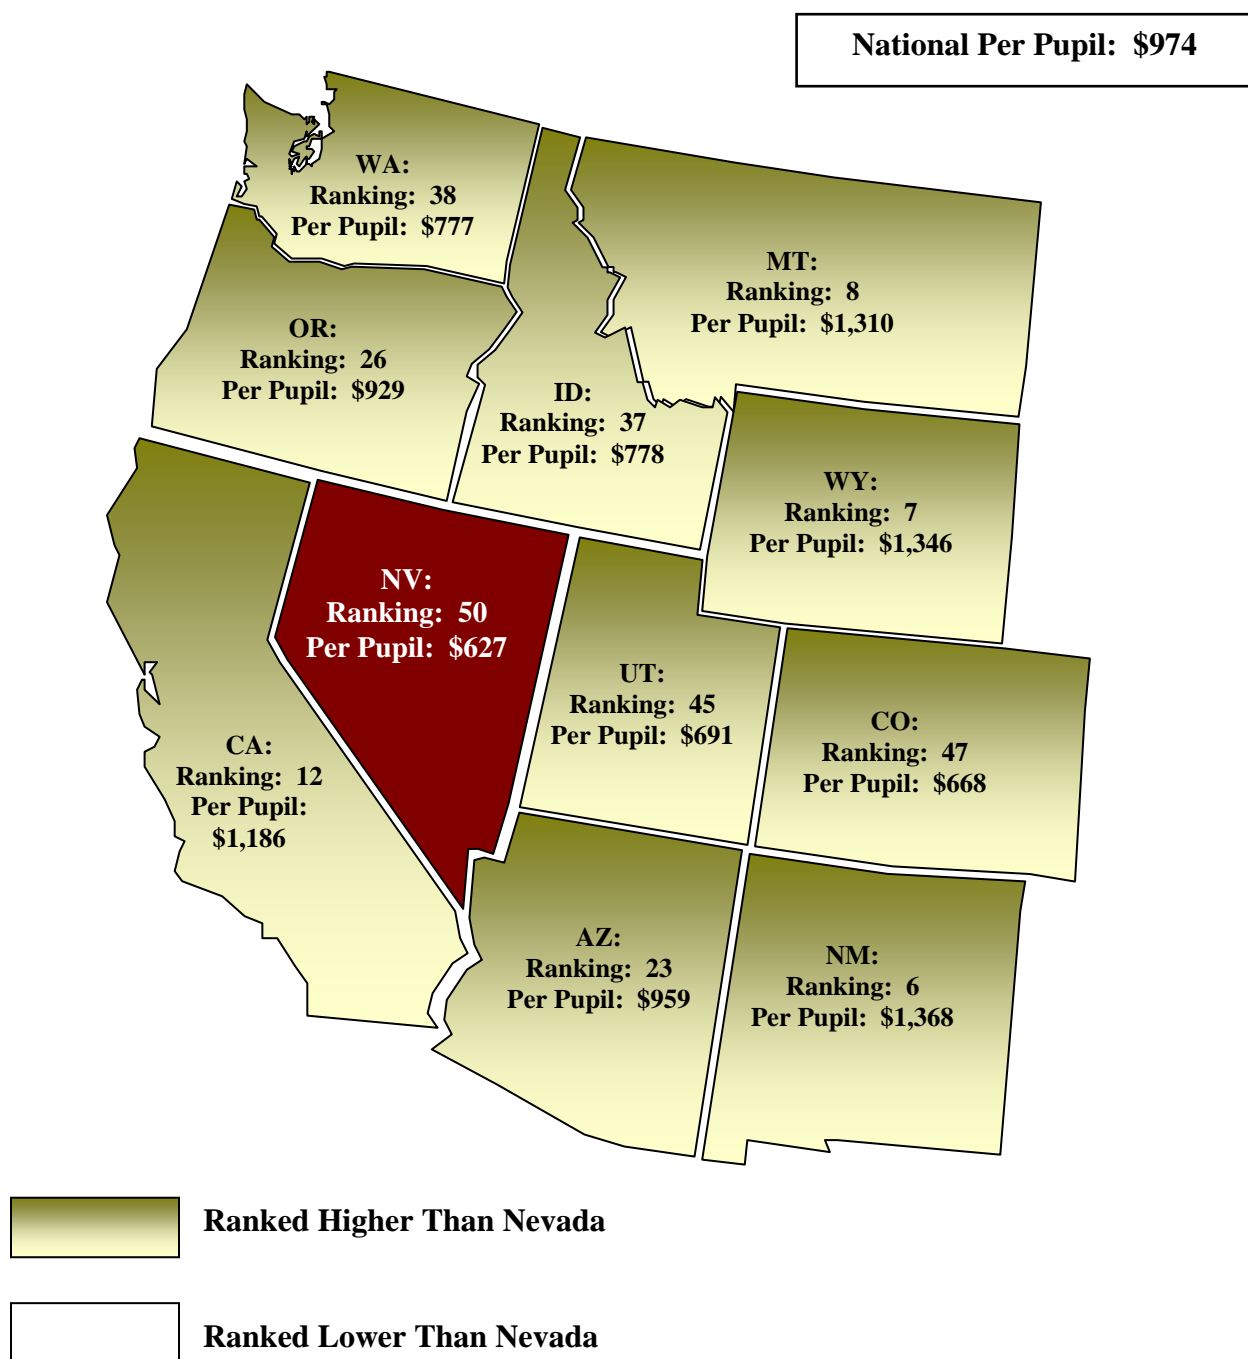 National Per Pupil: $974
WA:
Ranking: 38
Per Pupil: $777
MT:
Ranking: 8
Per Pupil: $1,310
OR:
Ranking: 26
Per Pupil: $929
ID:
Ranking: 37
Per Pupil: $778
WY:
Ranking: 7
Per Pupil: $1,346
NV:
Ranking: 50
Per Pupil: $627
UT:
Ranking: 45
Per Pupil: $691
CO:
Ranking: 47
Per Pupil: $668
CA:
Ranking: 12
Per Pupil:
$1,186
AZ:
Ranking: 23
Per Pupil: $959
NM:
Ranking: 6
Per Pupil: $1,368
Ranked Higher Than Nevada
Ranked Lower Than Nevada